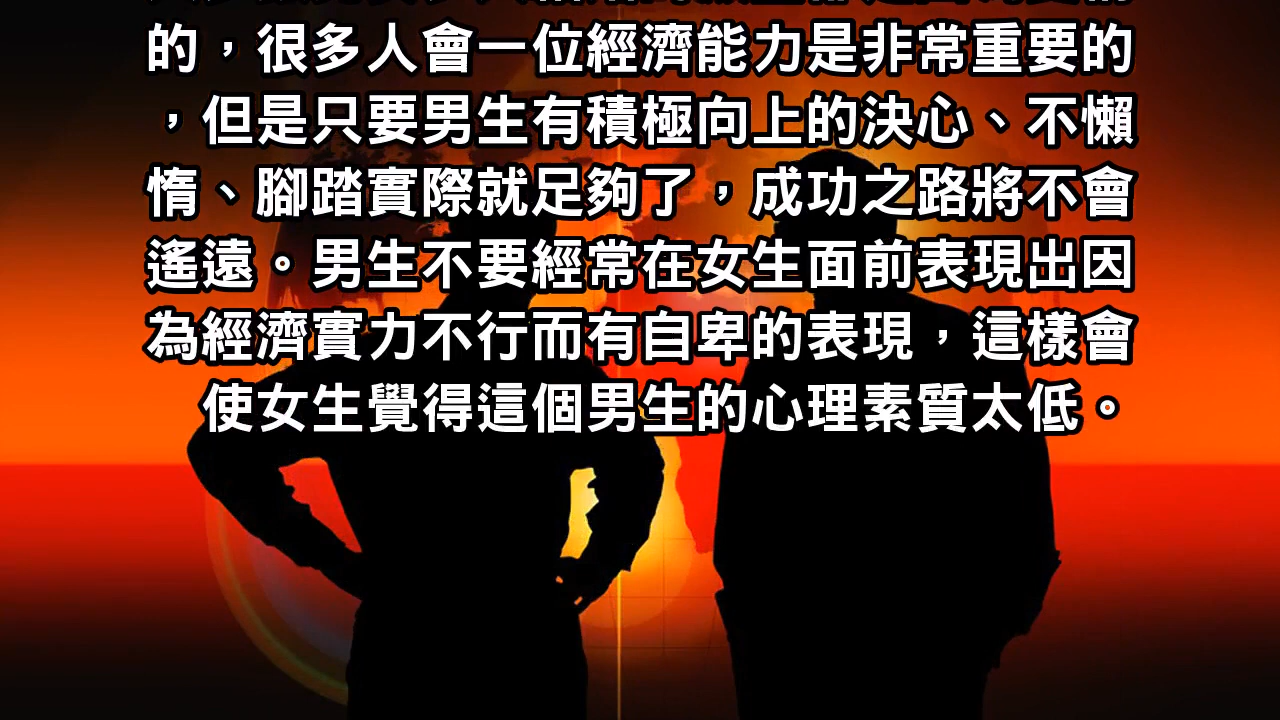 的，很多人會一位經濟能力是非常重要的
，但是只要男生有積極向上的決心、不懶
惰、腳踏實際就足夠了，成功之路將不會
遙遠。男生不要經常在女生面前表現出因
為經濟實力不行而有自卑的表現，這樣會
使女生覺得這個男生的心理素質太低。